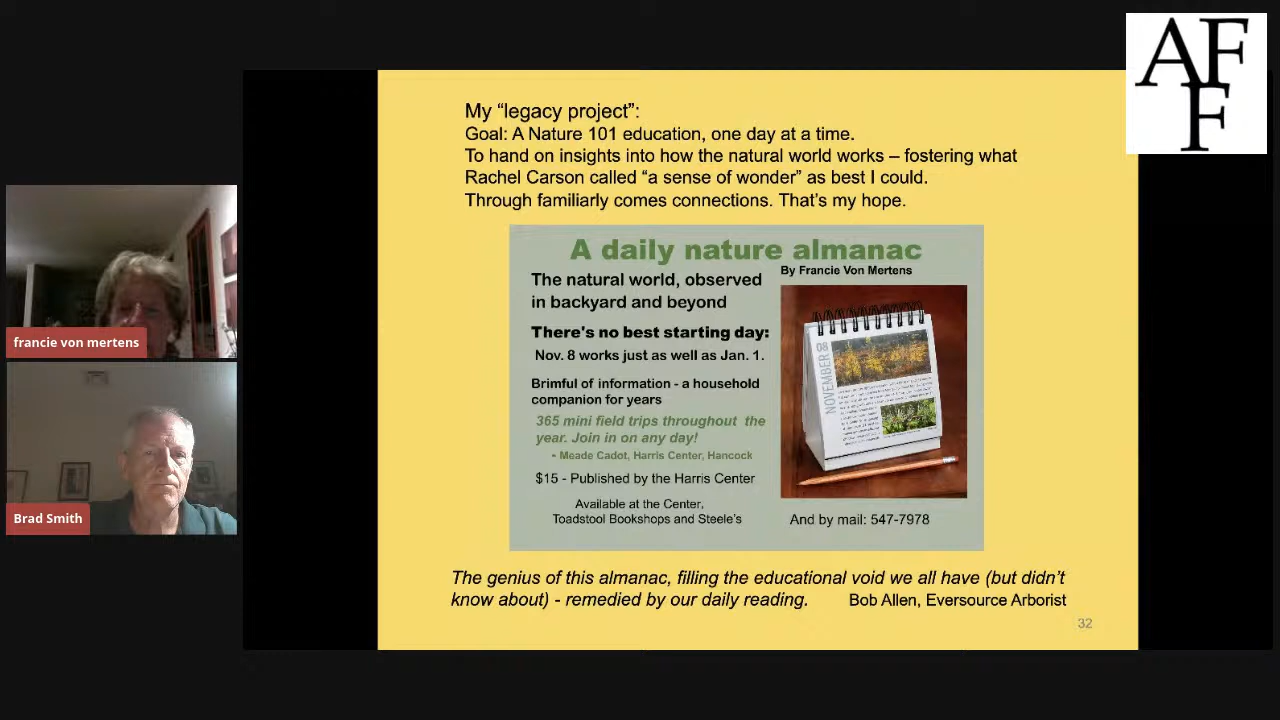 AF
F
My “legacy project”:
Goal: A Nature 101 education, one day at a time.
To hand on insights into how the natural world works – fostering what
Rachel Carson called “a sense of wonder” as best I could.
Through familiarly comes connections. That’s my hope.
A daily nature almanac
By Francie Von Mertens
The natural world, observed
in backyard and beyond
There's no best starting day:
Nov. 8 works just as well as Jan. 1.
Brimful of information - a household
companion for years
365 mini field trips throughout the
year. Join in on any day!
- Meade Cadot, Harris Center, Hancock
$15 - Published by the Harris Center
Available at the Center,
Toadstool Bookshops and Steele’s
NOVEMBER 08
And by mail: 547-7978
The genius of this almanac, filling the educational void we all have (but didn’t
know about) - remedied by our daily reading. Bob Allen, Eversource Arborist
32
francie von mertens
Brad Smith